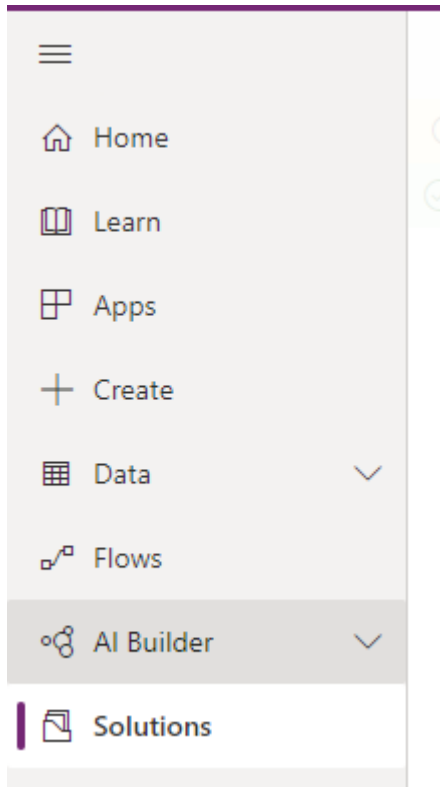 Home
Learn
Apps
Create
Data
Flows
AI Builder
Solutions